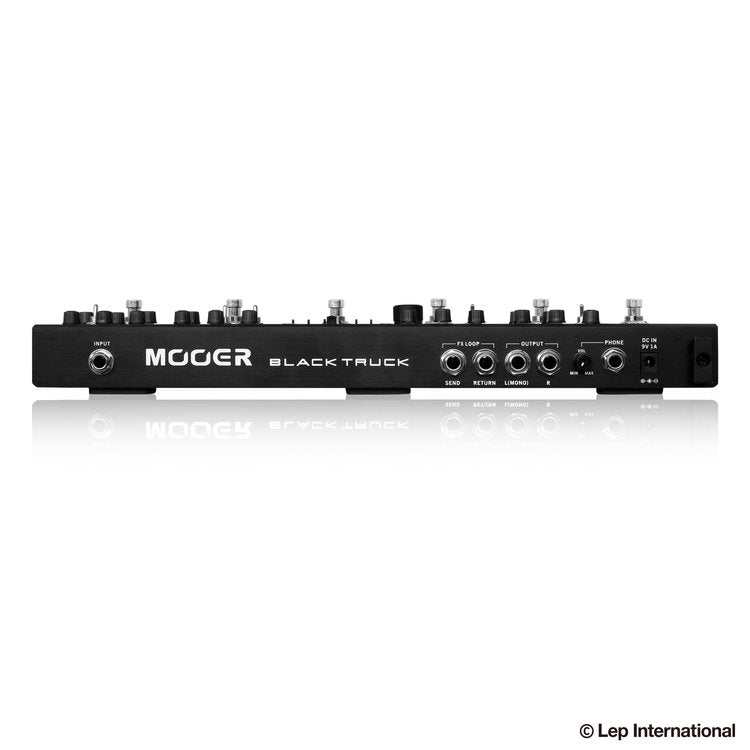 INPUT
MOOER
BLACK TRUCK
FX LOOP
OUTPUT
SEND
RETURN
L(MONO)
R
VOL
MIN
MAX
PHONE
DC IN
9V 1A
© Lep International